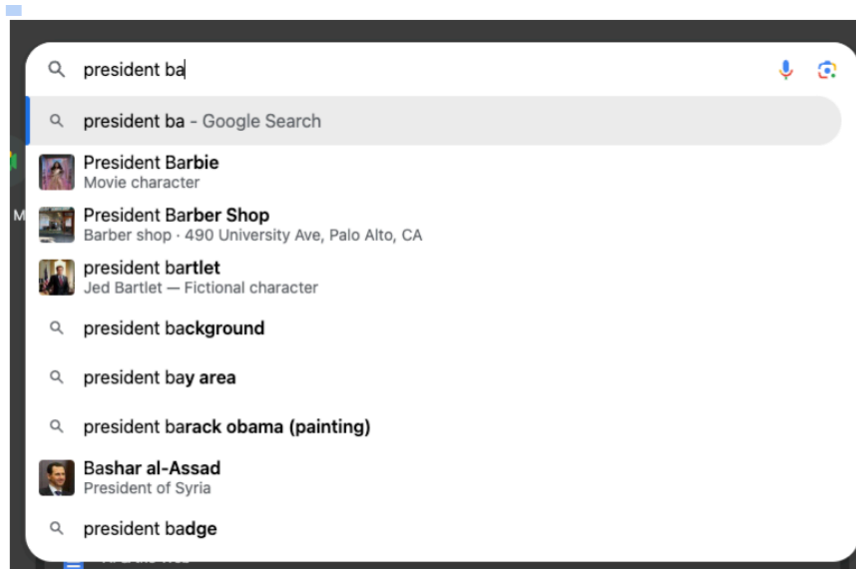 president ba
president ba - Google Search
President Barbie
Movie character
M
President Barber Shop
Barber shop · 490 University Ave, Palo Alto, CA
president bartlet
Jed Bartlet — Fictional character
president background
president bay area
president barack obama (painting)
Bashar al-Assad
President of Syria
president badge